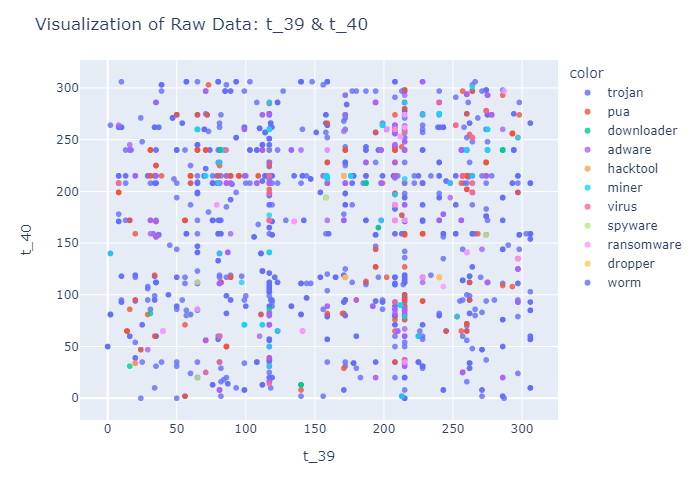 Visualization of Raw Data: t_39 & t_40
color
trojan
pua
downloader
adware
hacktool
miner
virus
spyware
ransomware
dropper
worm
300
250
200
150
100
50
0
t_40
0 50 100 150 200 250 300
t_39